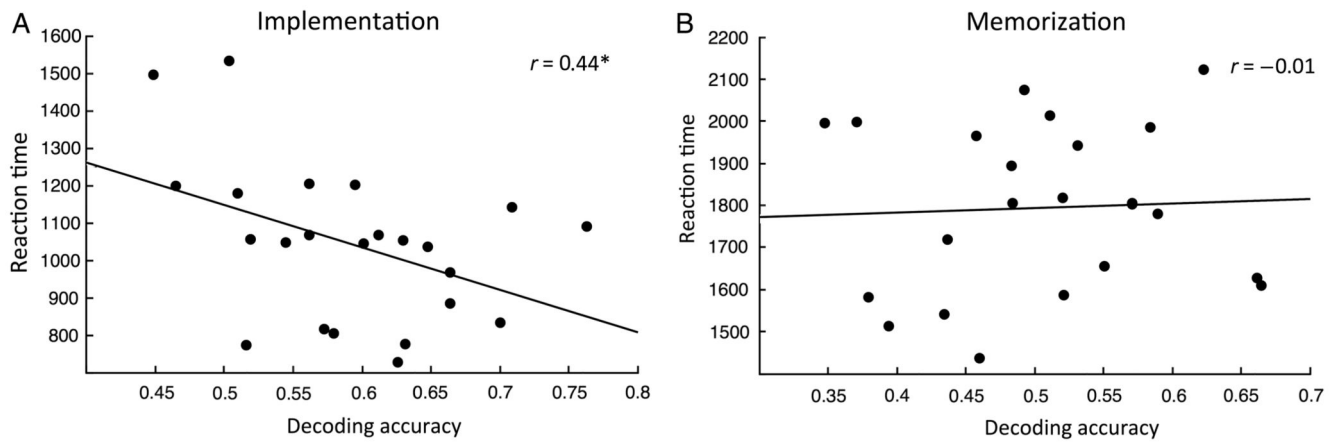 A
Implementation
r = 0.44*
Reaction time
1600
1500
1400
1300
1200
1100
1000
900
800
0.45 0.5 0.55 0.6 0.65 0.7 0.75 0.8
Decoding accuracy
B
Memorization
r = −0.01
Reaction time
2200
2100
2000
1900
1800
1700
1600
1500
0.35 0.4 0.45 0.5 0.55 0.6 0.65 0.7
Decoding accuracy